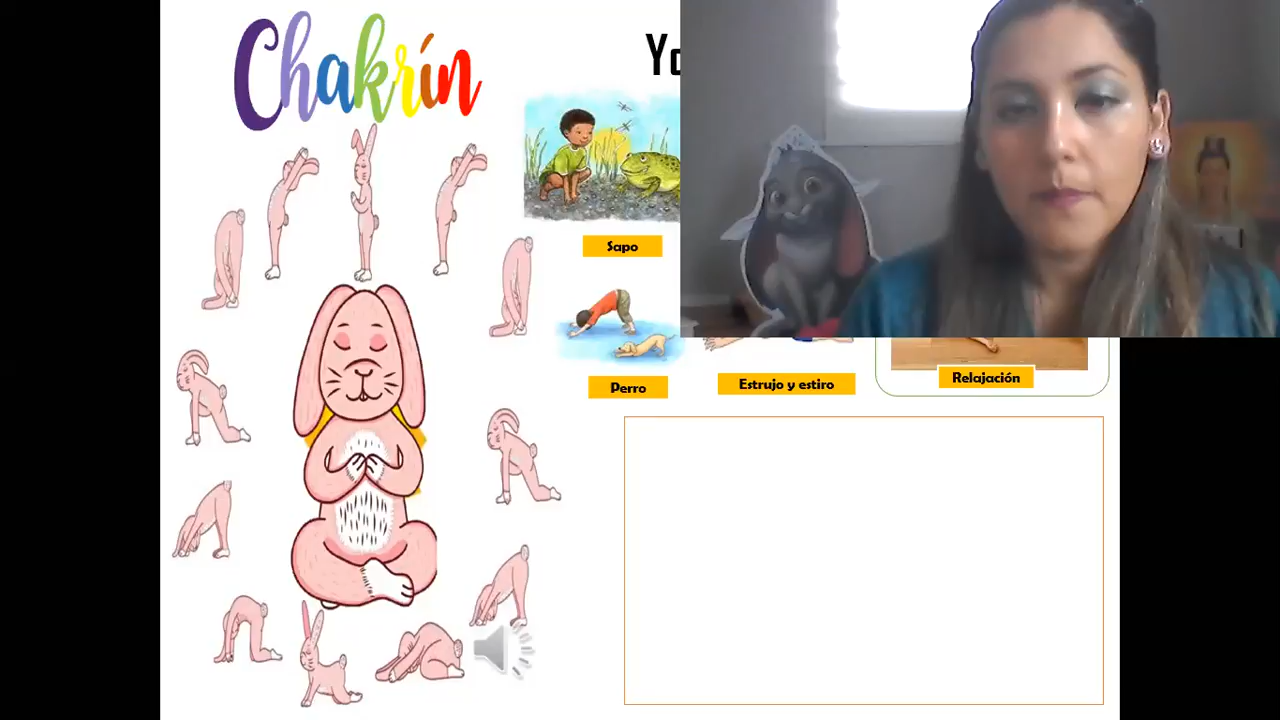 Chakrín
Sapo
Perro
Estrujo y estiro
Relajación